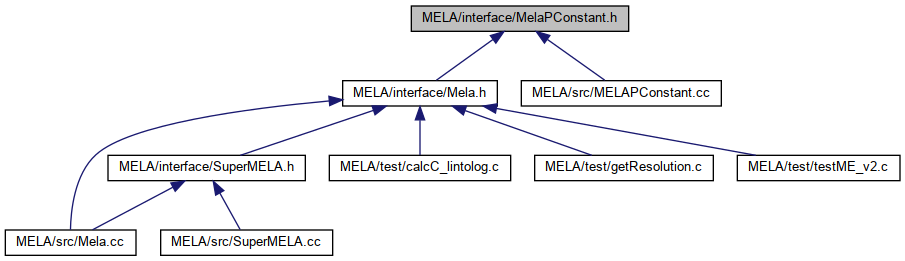 MELA/interface/MelaPConstant.h
MELA/interface/Mela.h
MELA/src/MELAPConstant.cc
MELA/interface/SuperMELA.h
MELA/test/calcC_lintolog.c
MELA/test/getResolution.c
MELA/test/testME_v2.c
MELA/src/Mela.cc
MELA/src/SuperMELA.cc